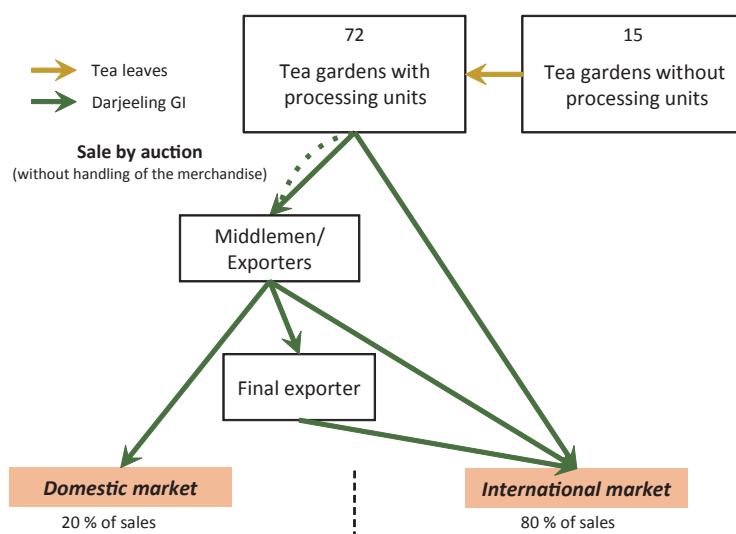 72
Tea gardens with
processing units
15
Tea gardens without
processing units
Tea leaves
Darjeeling GI
Sale by auction
(without handling of the merchandise)
Middlemen/
Exporters
Final exporter
Domestic market
20 % of sales
International market
80 % of sales